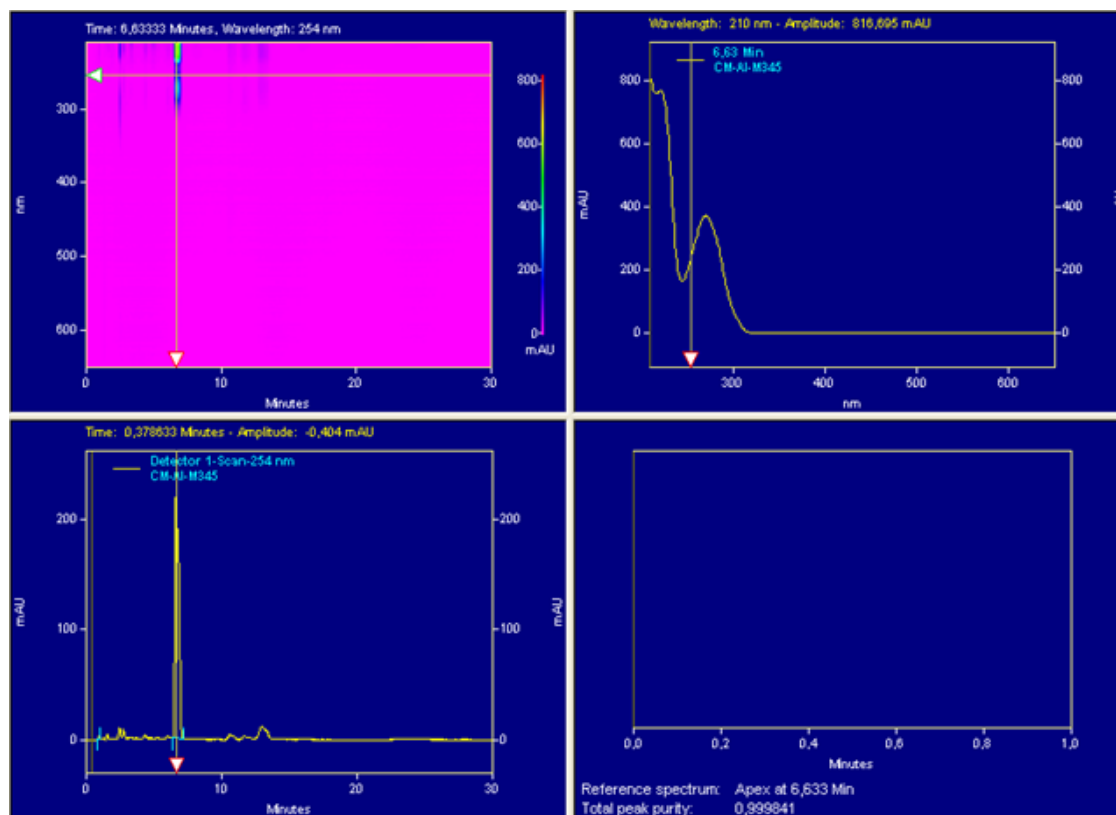 Time: 6,63333 Minutes, Wavelength: 254 nm
300
400
500
600
nm
0
10
20
30
Minutes
800
600
400
200
0
mAU
Wavelength: 210 nm - Amplitude: 816,695 mAU
6,63 Min
CM-AI-M345
800
600
400
200
0
mAU
800
600
400
200
0
300
400
500
600
nm
Time: 0,378633 Minutes - Amplitude: -0,404 mAU
Detector 1-Scan-254 nm
CM-AI-M345
200
100
0
mAU
200
100
0
mAU
0
10
20
30
Minutes
0,0
0,2
0,4
0,6
0,8
1,0
Minutes
Reference spectrum: Apex at 6,633 Min
Total peak purity: 0,999841